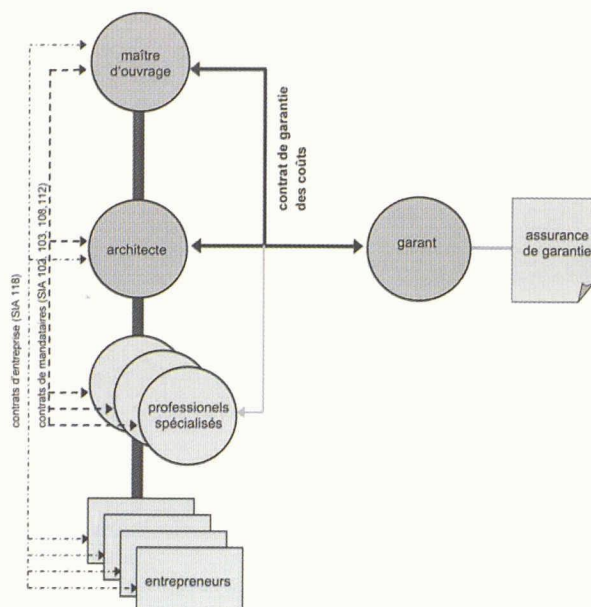 maître
d'ouvrage
contrat de garantie
des coûts
architecte
garant
assurance
de garantie
contrats d'entreprise (SIA 118)
contrats de mandataires (SIA 102, 103, 108,112)
professionels
spécialisés
entrepreneurs